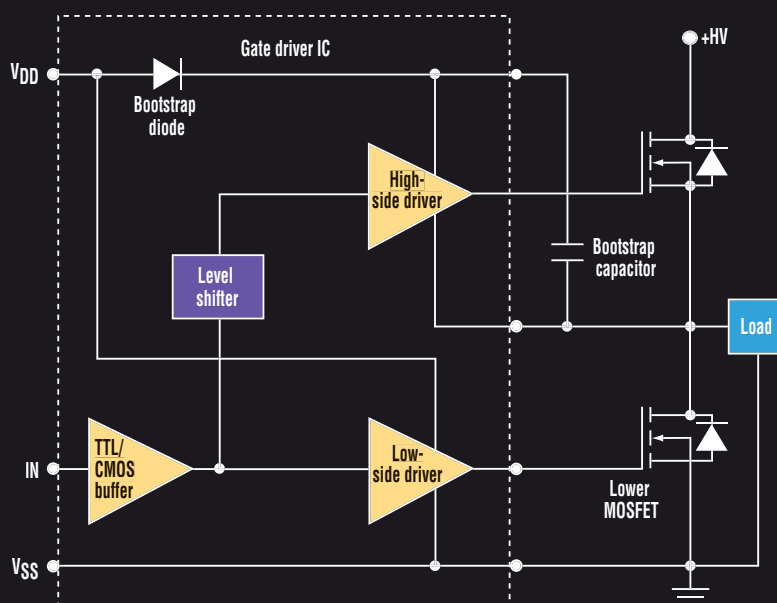 Gate driver IC
+HV
VDD
Bootstrap
diode
High-
side driver
Level
shifter
Bootstrap
capacitor
Load
TTL/
CMOS
buffer
IN
Low-
side driver
Lower
MOSFET
VSS